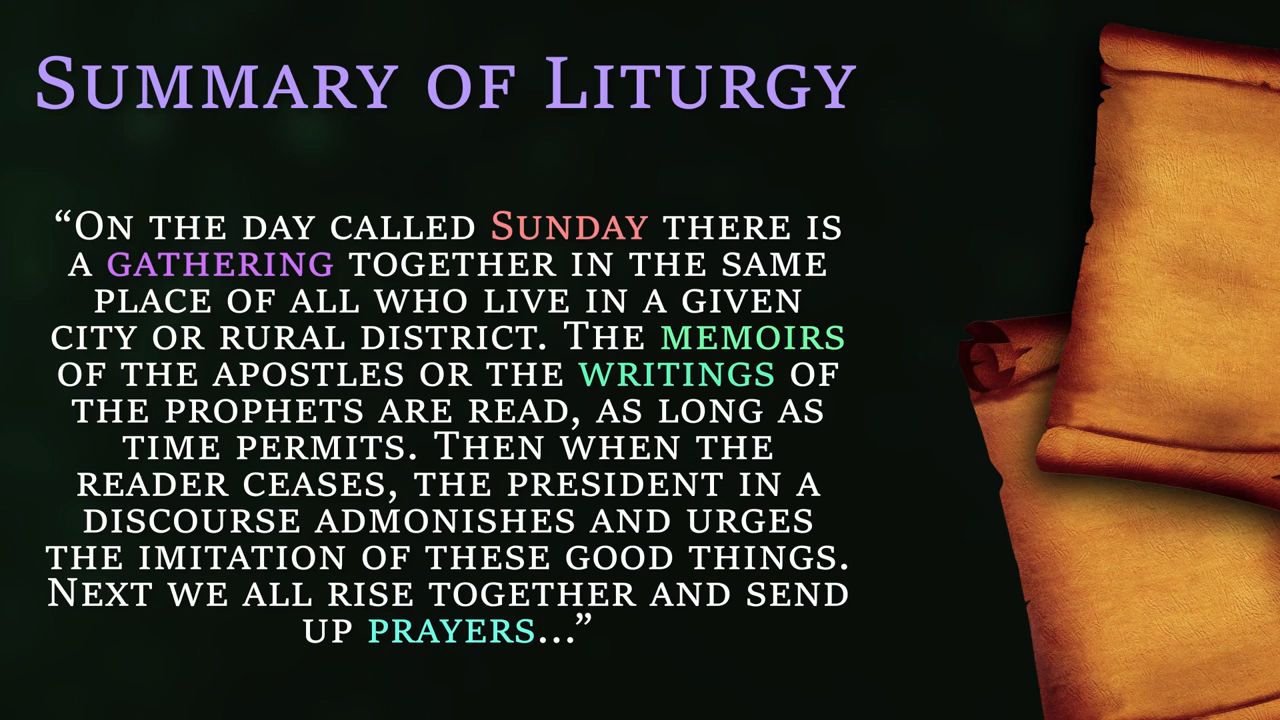 Summary of Liturgy
“On the day called Sunday there is
a gathering together in the same
place of all who live in a given
city or rural district. The memoirs
of the apostles or the writings of
the prophets are read, as long as
time permits. Then when the
reader ceases, the president in a
discourse admonishes and urges
the imitation of these good things.
Next we all rise together and send
up prayers...”